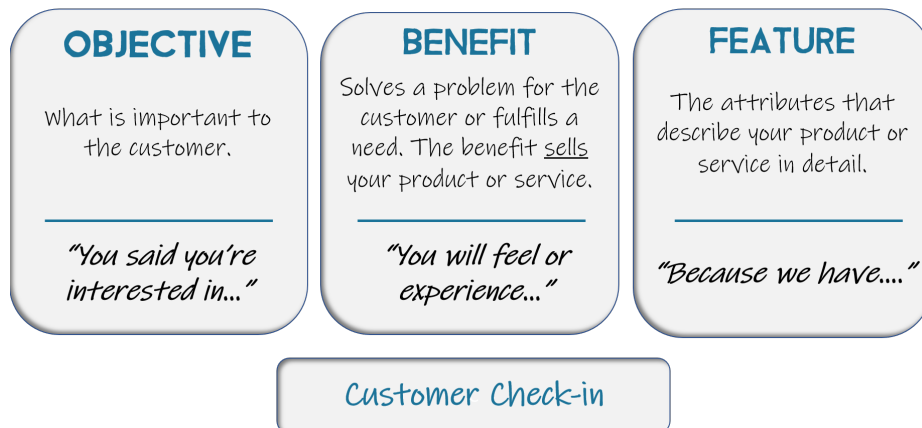 OBJECTIVE
What is important to
the customer.
"You said you're
interested in..."
BENEFIT
Solves a problem for the
customer or fulfills a
need. The benefit sells
your product or service.
"You will feel or
experience..."
FEATURE
The attributes that
describe your product or
service in detail.
"Because we have...."
Customer Check-in